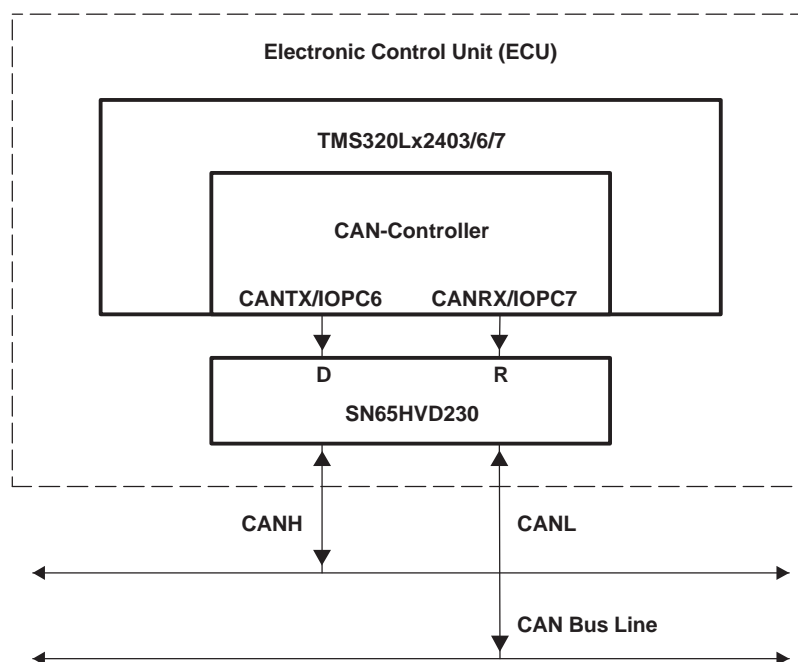 Electronic Control Unit (ECU)
TMS320Lx2403/6/7
CAN-Controller
CANTX/IOPC6 CANRX/IOPC7
D R
SN65HVD230
CANH CANL
CAN Bus Line